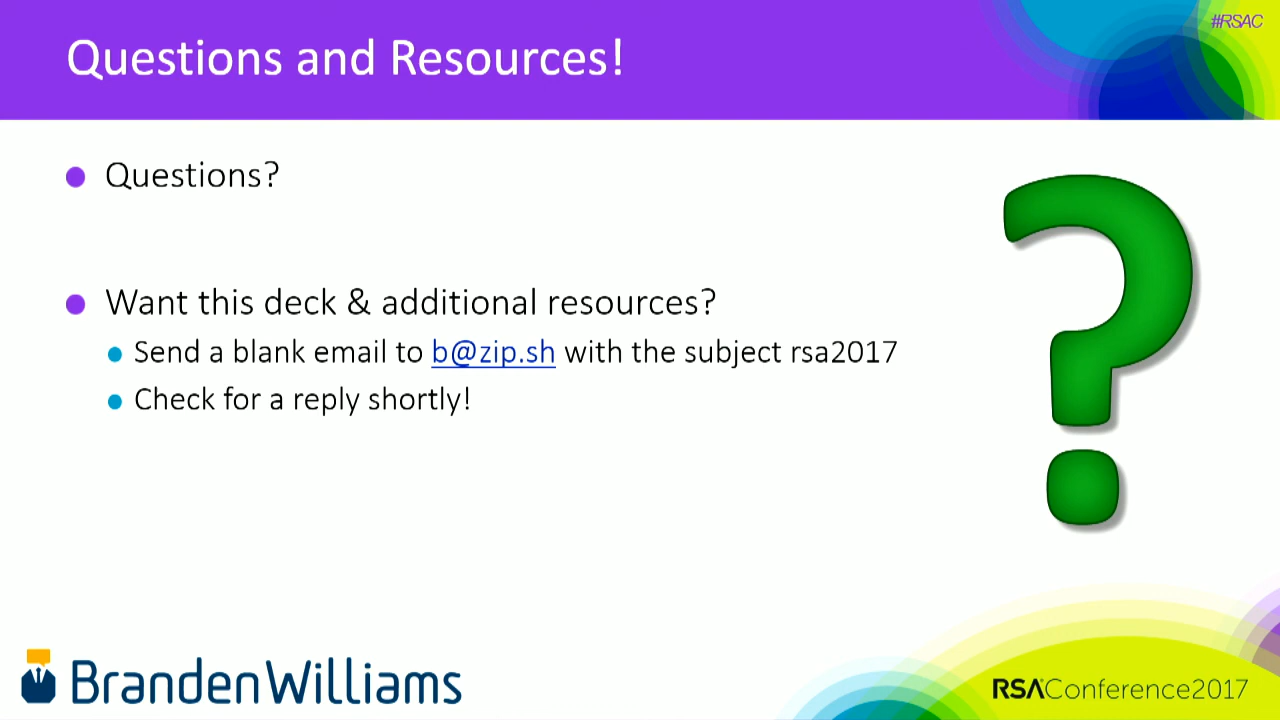 #RSAC
Questions and Resources!
Questions?
Want this deck & additional resources?
Send a blank email to b@zip.sh with the subject rsa2017
Check for a reply shortly!
BrandenWilliams
RSAConference2017